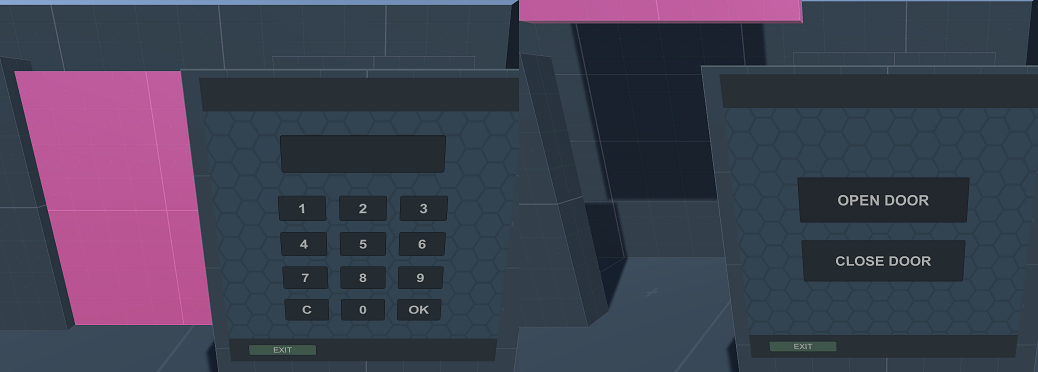 1 2 3
4 5 6
7 8 9
C 0 OK
EXIT
OPEN DOOR
CLOSE DOOR
EXIT